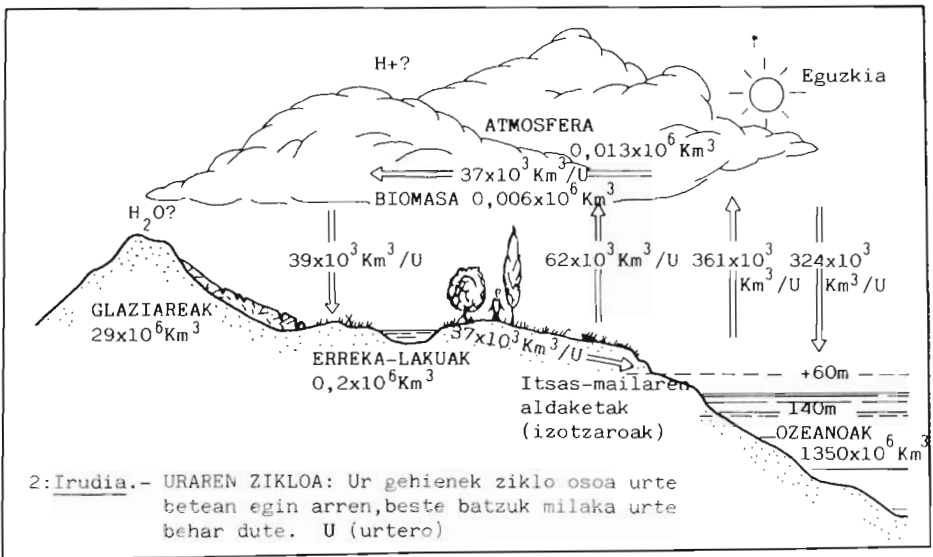 H+?
Eguzkia
ATMOSFERA
0,013x10⁶Km³
37x10³Km³/U
BIOMASA 0,006x10⁶Km³
H₂O?
39x10³Km³/U
62x10³Km³/U
361x10³
Km³/U
324x10³
Km³/U
GLAZIAREAK
29x10⁶Km³
37x10³Km³/U
ERREKA-LAKUAK
0,2x10⁶Km³
+60m
Itsas-mailaren
aldaketak
(izotzaroak)
140m
OZEANOAK
1350x10⁶Km³
2:Irudia.- URAREN ZIKLOA: Ur gehienek ziklo osoa urte
betean egin arren,beste batzuk milaka urte
behar dute. U (urtero)